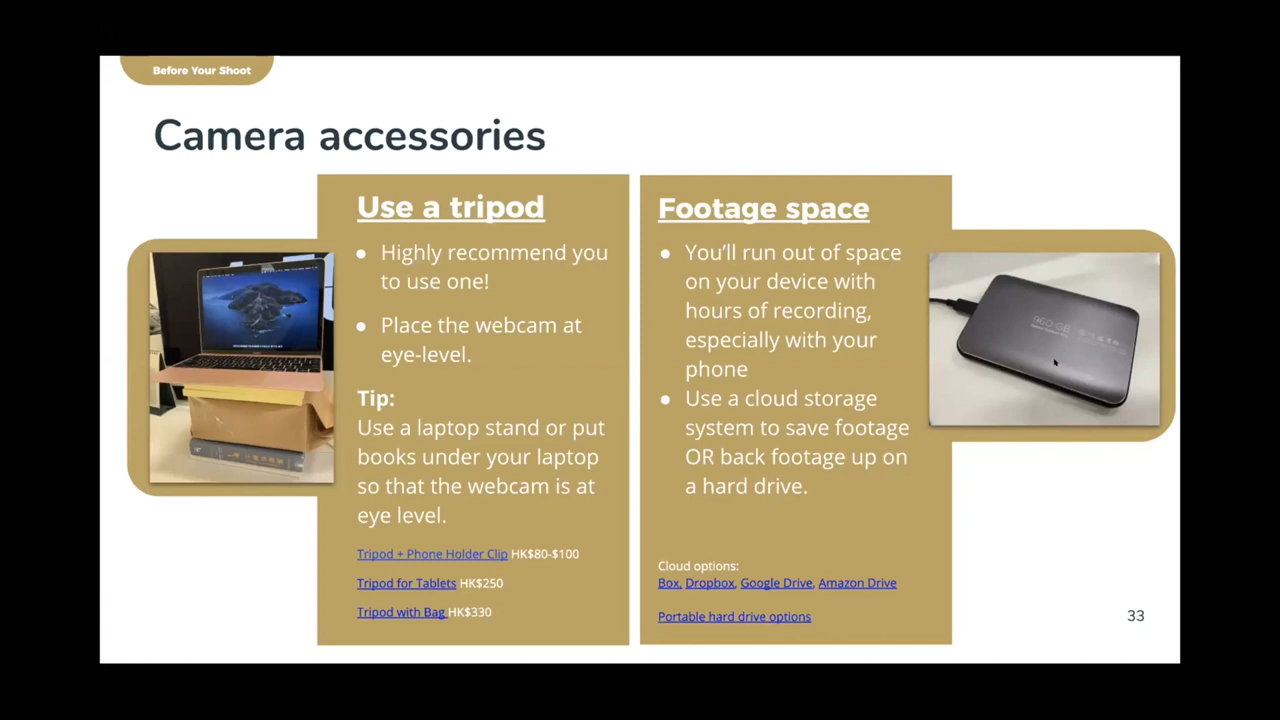 Before Your Shoot
Camera accessories
Use a tripod
● Highly recommend you
to use one!
● Place the webcam at
eye-level.
Tip:
Use a laptop stand or put
books under your laptop
so that the webcam is at
eye level.
Tripod + Phone Holder Clip HK$80-$100
Tripod for Tablets HK$250
Tripod with Bag HK$330
Footage space
● You’ll run out of space
on your device with
hours of recording,
especially with your
phone
● Use a cloud storage
system to save footage
OR back footage up on
a hard drive.
Cloud options:
Box, Dropbox, Google Drive, Amazon Drive
Portable hard drive options
960 GB
33